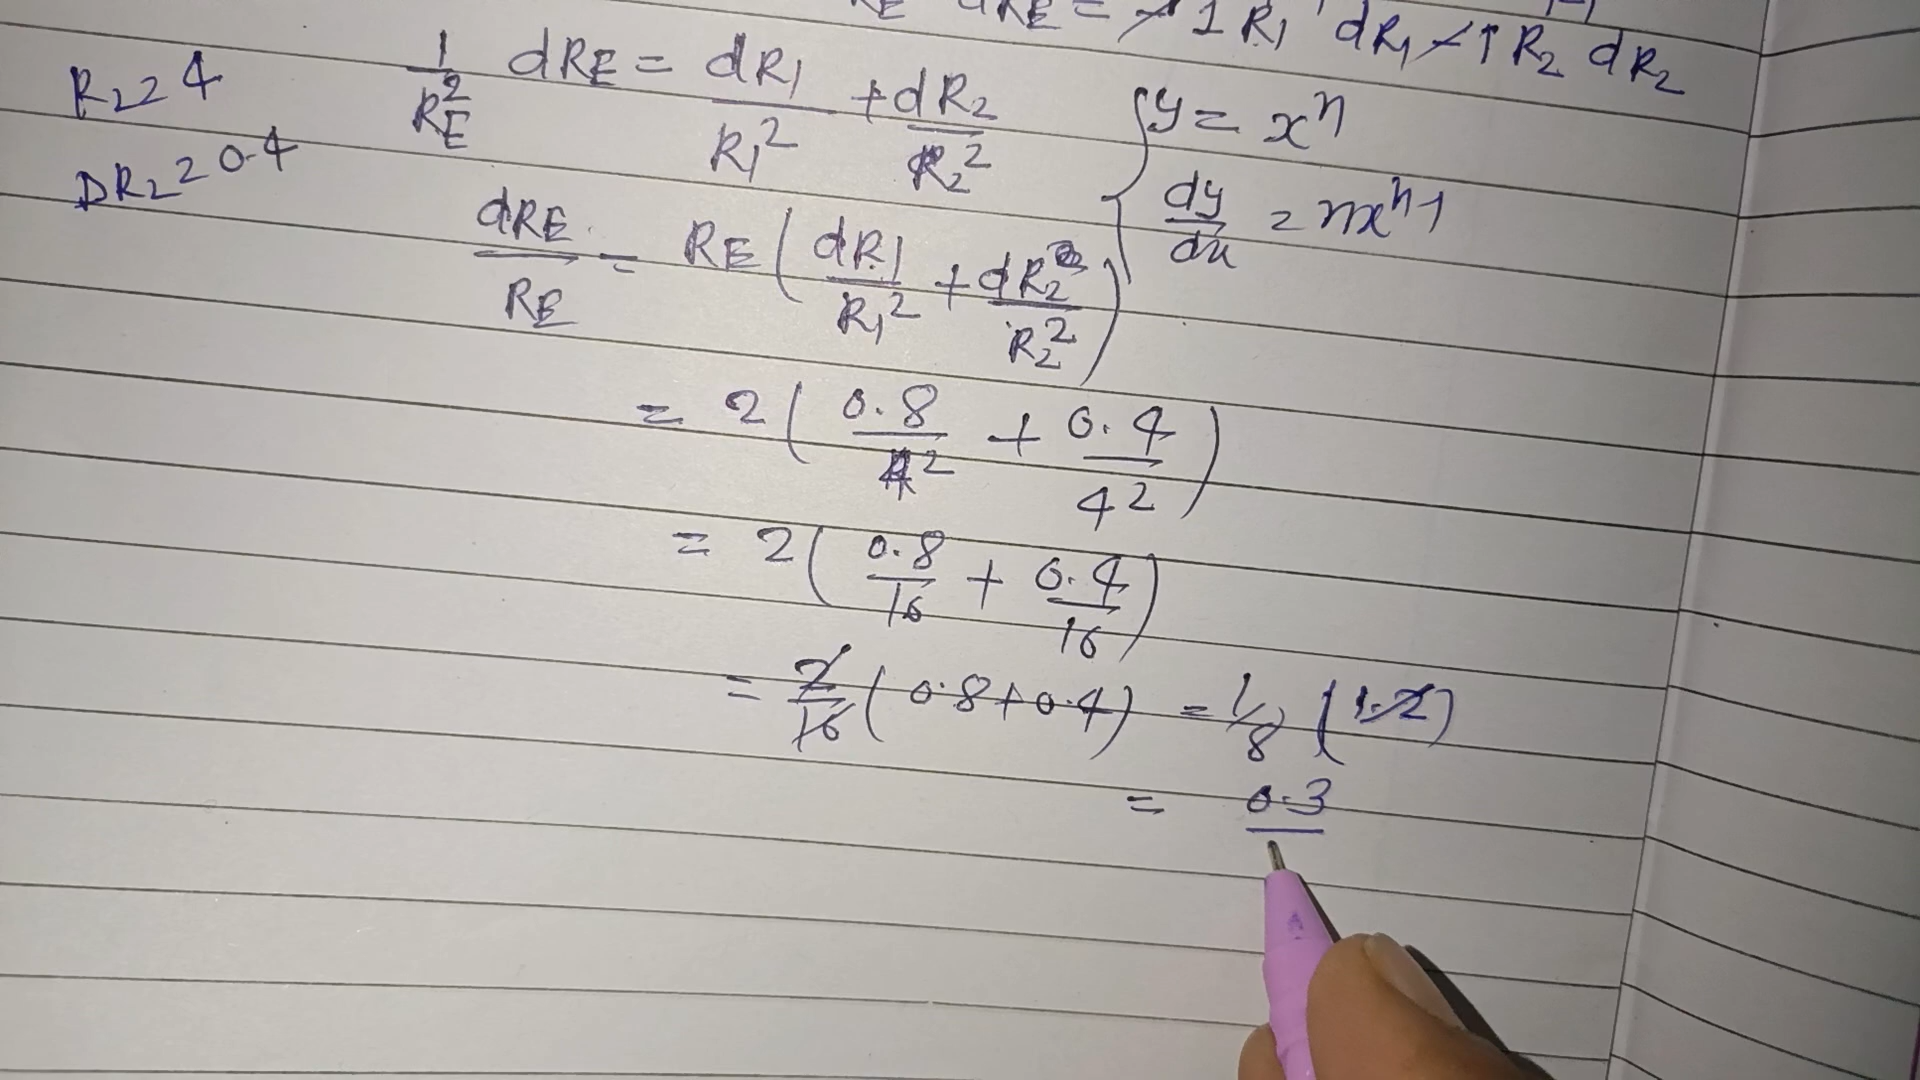 dRE = -1 R1 dR1 -1 R2 dR2
R2 = 4
1/RE² dRE = dR1/R1² + dR2/R2²
y = xⁿ
DR2 = 0.4
dy/dx = nxⁿ-1
dRE/RE = RE ( dR1/R1² + dR2/R2² )
= 2 ( 0.8/4² + 0.4/4² )
= 2 ( 0.8/16 + 0.4/16 )
= 2/16 ( 0.8 + 0.4 ) = 1/8 ( 1.2 )
= 0.3